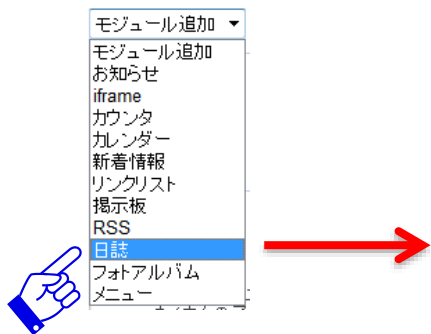 モジュール追加
モジュール追加
お知らせ
iframe
カウンタ
カレンダー
新着情報
リンクリスト
掲示板
RSS
日誌
フォトアルバム
メニュー